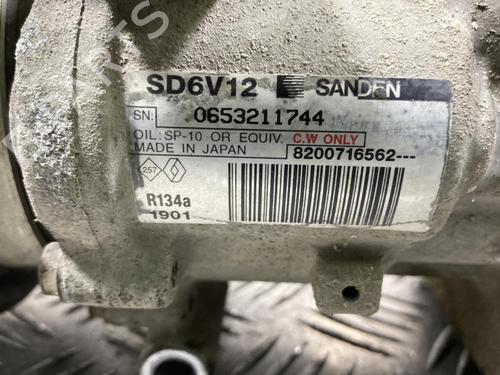 SD6V12 SANDEN
SN: 0653211744
OIL: SP-10 OR EQUIV. C.W ONLY
MADE IN JAPAN 8200716562---
257
R134a
1901